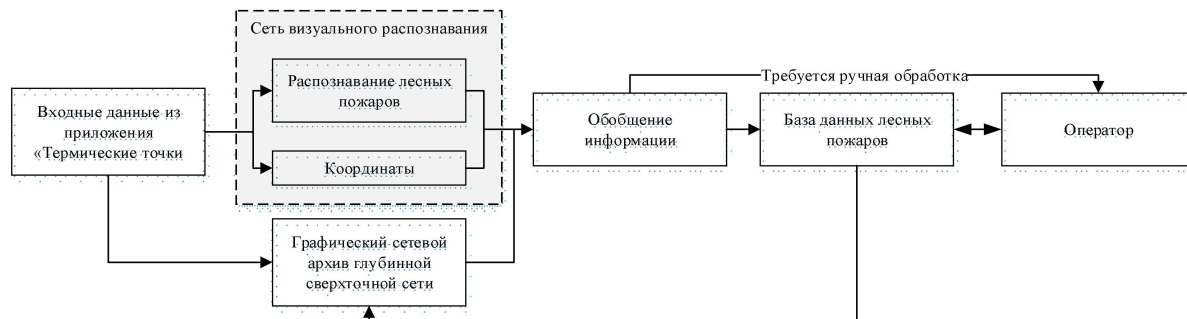 Сеть визуального распознавания
Распознавание лесных
пожаров
Координаты
Входные данные из
приложения
«Термические точки
Графический сетевой
архив глубинной
сверхточной сети
Требуется ручная обработка
Обобщение
информации
База данных лесных
пожаров
Оператор